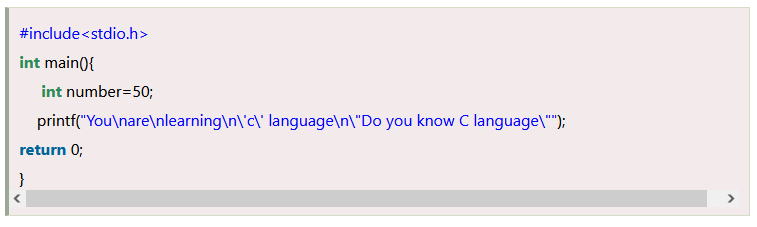 #include<stdio.h>
int main(){
int number=50;
printf("You\nare\nlearning\n\'c\' language\n\"Do you know C language\"");
return 0;
}